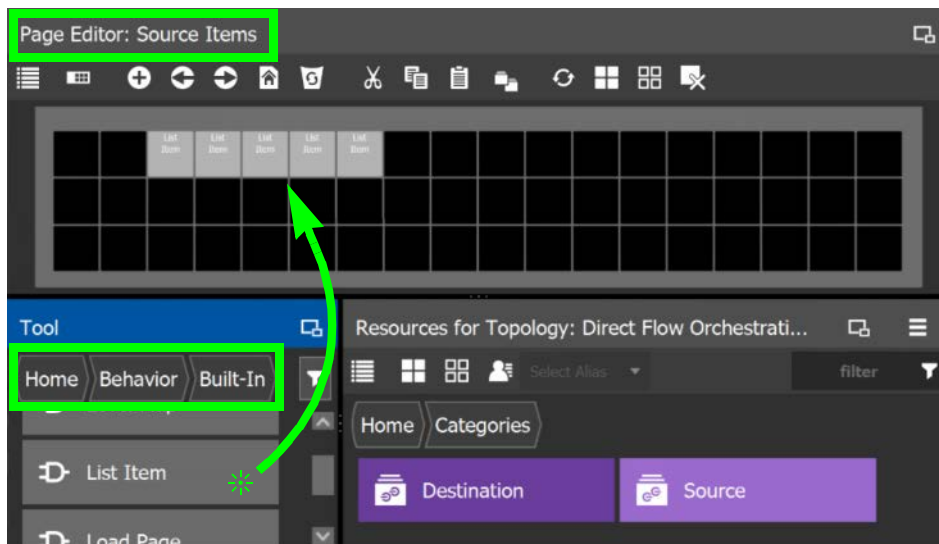 Page Editor: Source Items
List Item List Item List Item List Item List Item
Tool
Resources for Topology: Direct Flow Orchestrati...
Home Behavior Built-In
Select Alias
filter
Home Categories
List Item
Destination
Source
Load Page